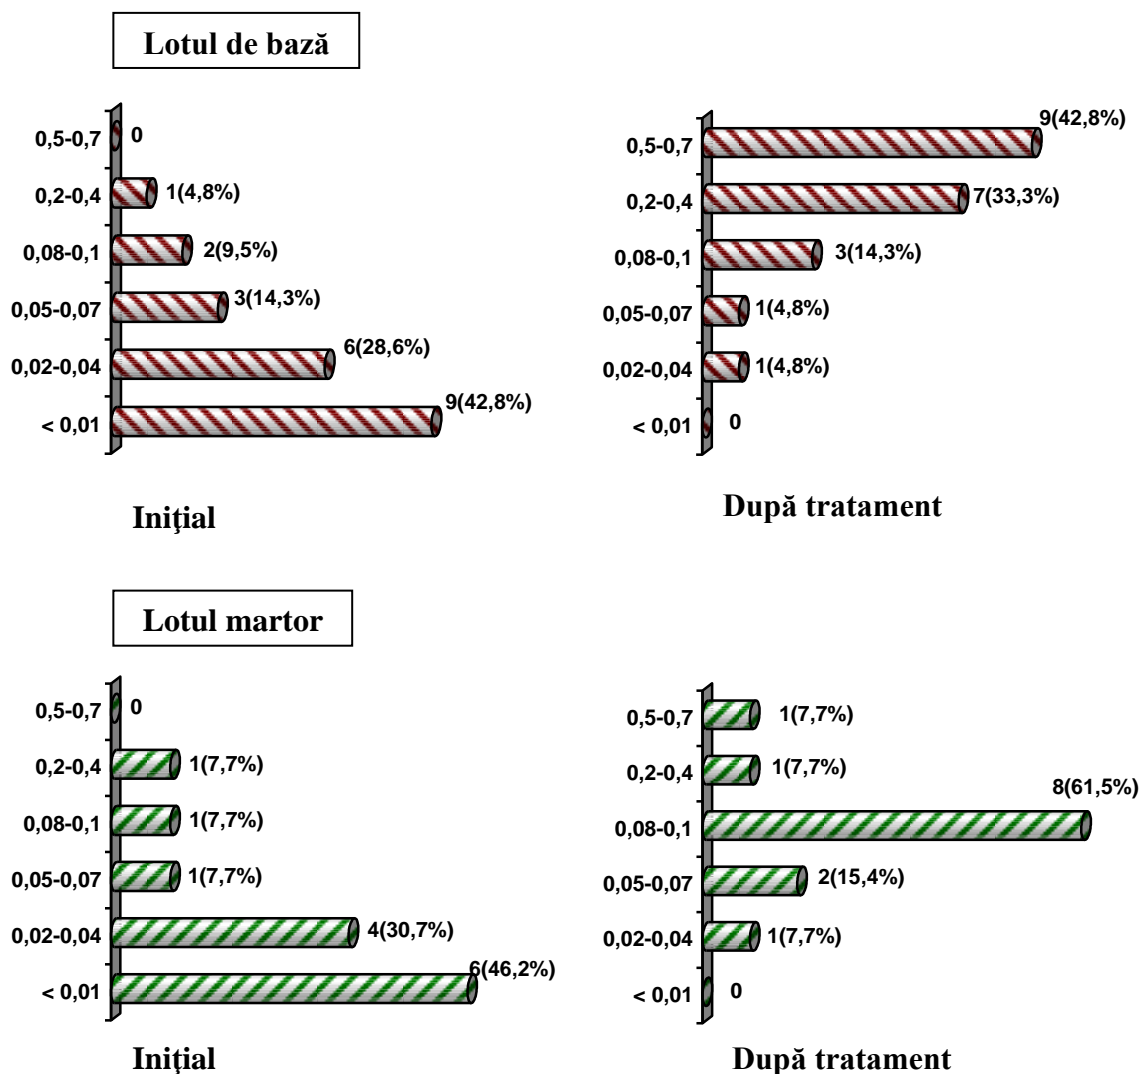 Lotul de bază
0,5-0,7 0
0,2-0,4 1(4,8%)
0,08-0,1 2(9,5%)
0,05-0,07 3(14,3%)
0,02-0,04 6(28,6%)
< 0,01 9(42,8%)
Iniţial
0,5-0,7 9(42,8%)
0,2-0,4 7(33,3%)
0,08-0,1 3(14,3%)
0,05-0,07 1(4,8%)
0,02-0,04 1(4,8%)
< 0,01 0
După tratament
Lotul martor
0,5-0,7 0
0,2-0,4 1(7,7%)
0,08-0,1 1(7,7%)
0,05-0,07 1(7,7%)
0,02-0,04 4(30,7%)
< 0,01 6(46,2%)
Iniţial
0,5-0,7 1(7,7%)
0,2-0,4 1(7,7%)
0,08-0,1 8(61,5%)
0,05-0,07 2(15,4%)
0,02-0,04 1(7,7%)
< 0,01 0
După tratament